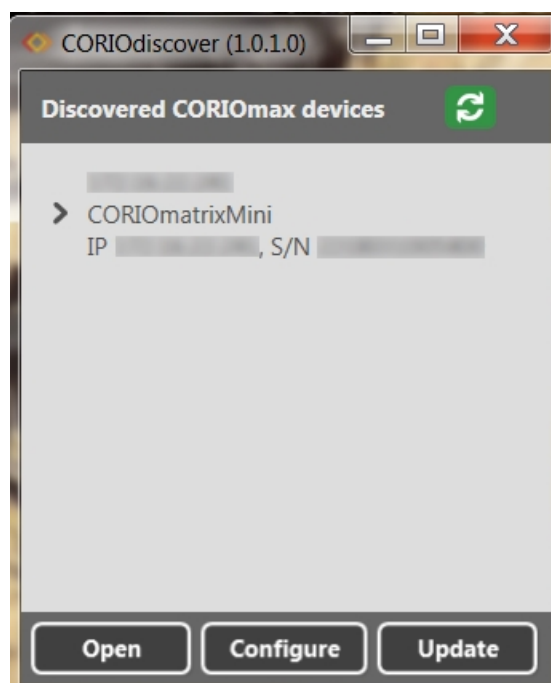 CORIOdiscover (1.0.1.0)
Discovered CORIOmax devices
CORIOmatrixMini
IP , S/N
Open Configure Update